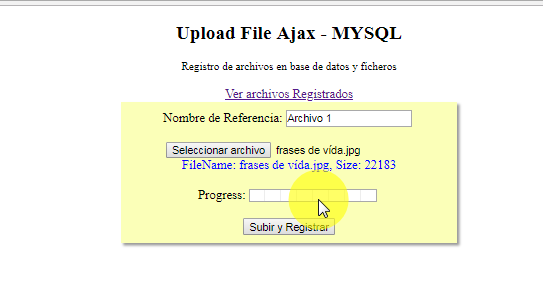 Upload File Ajax - MYSQL
Registro de archivos en base de datos y ficheros
Ver archivos Registrados
Nombre de Referencia: Archivo 1
Seleccionar archivo frases de vída.jpg
FileName: frases de vída.jpg, Size: 22183
Progress:
Subir y Registrar